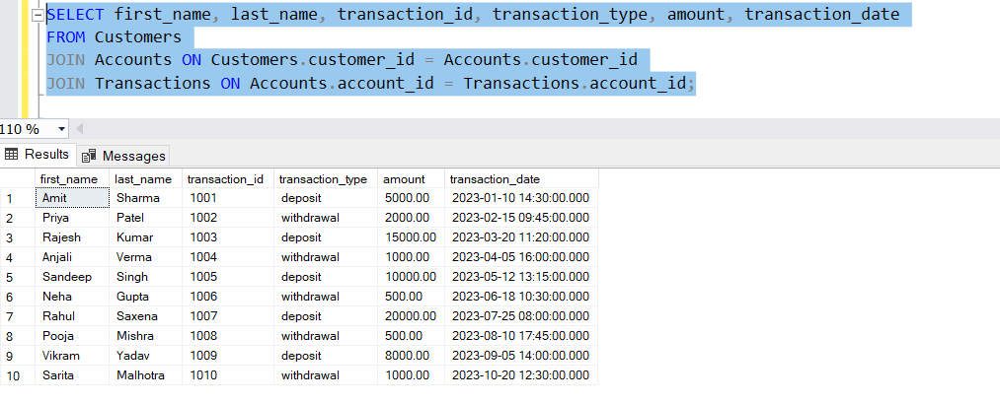 SELECT first_name, last_name, transaction_id, transaction_type, amount, transaction_date
FROM Customers
JOIN Accounts ON Customers.customer_id = Accounts.customer_id
JOIN Transactions ON Accounts.account_id = Transactions.account_id;
110 %
Results Messages
first_name last_name transaction_id transaction_type amount transaction_date
1 Amit Sharma 1001 deposit 5000.00 2023-01-10 14:30:00.000
2 Priya Patel 1002 withdrawal 2000.00 2023-02-15 09:45:00.000
3 Rajesh Kumar 1003 deposit 15000.00 2023-03-20 11:20:00.000
4 Anjali Verma 1004 withdrawal 1000.00 2023-04-05 16:00:00.000
5 Sandeep Singh 1005 deposit 10000.00 2023-05-12 13:15:00.000
6 Neha Gupta 1006 withdrawal 500.00 2023-06-18 10:30:00.000
7 Rahul Saxena 1007 deposit 20000.00 2023-07-25 08:00:00.000
8 Pooja Mishra 1008 withdrawal 500.00 2023-08-10 17:45:00.000
9 Vikram Yadav 1009 deposit 8000.00 2023-09-05 14:00:00.000
10 Sarita Malhotra 1010 withdrawal 1000.00 2023-10-20 12:30:00.000